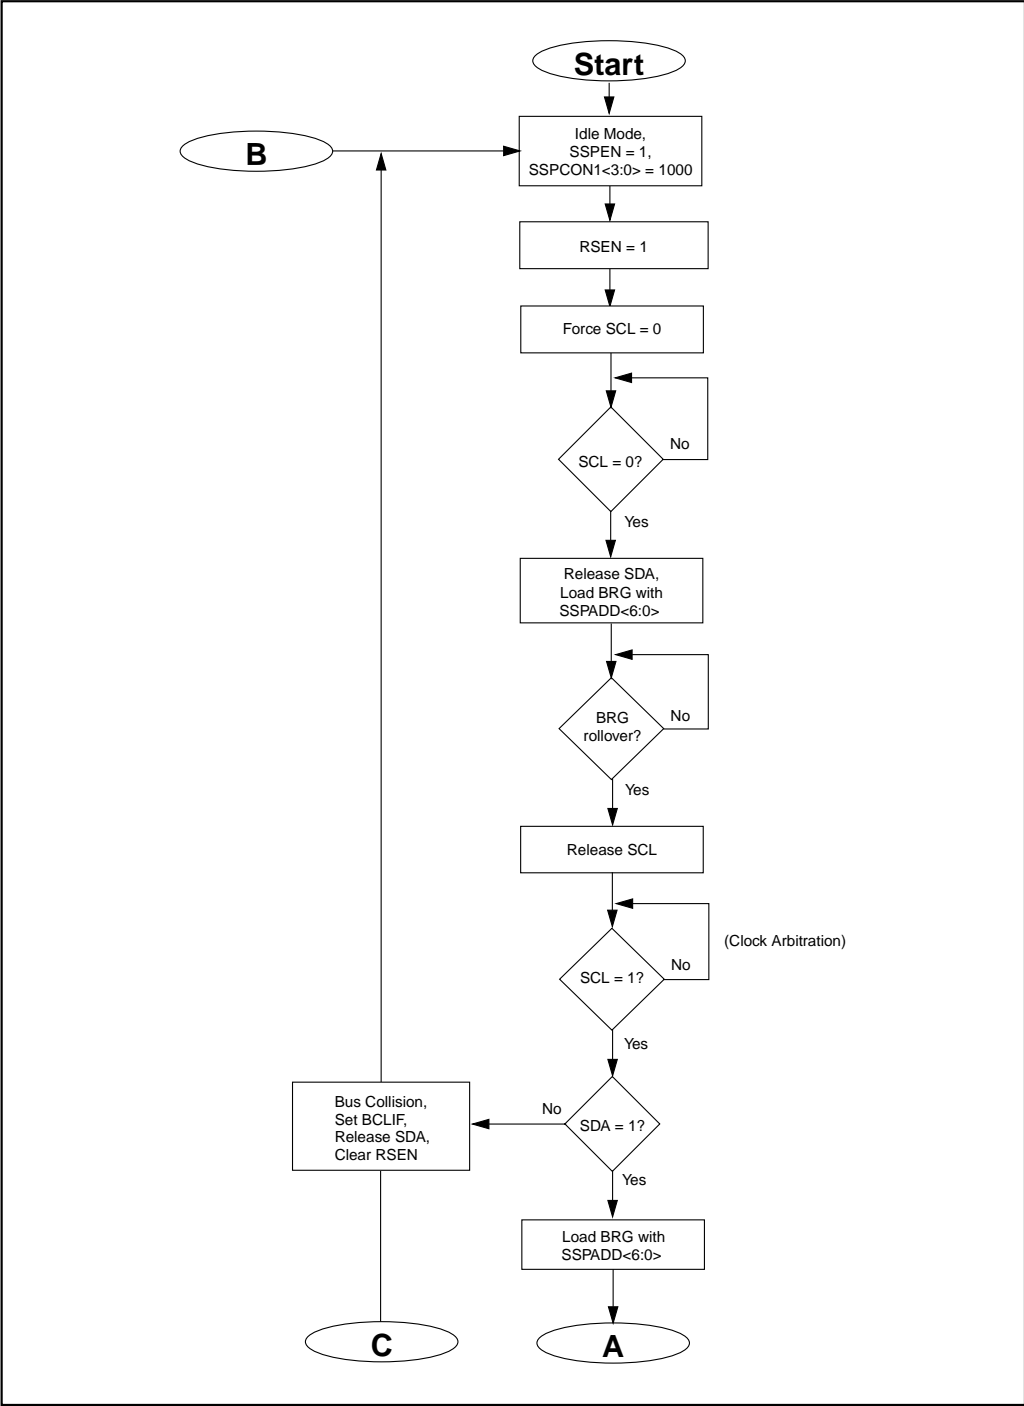 Start
B
Idle Mode,
SSPEN = 1,
SSPCON1<3:0> = 1000
RSEN = 1
Force SCL = 0
No
SCL = 0?
Yes
Release SDA,
Load BRG with
SSPADD<6:0>
BRG
No
rollover?
Yes
Release SCL
(Clock Arbitration)
No
SCL = 1?
Yes
Bus Collision,
Set BCLIF,
Release SDA,
Clear RSEN
No
SDA = 1?
Yes
Load BRG with
SSPADD<6:0>
C
A